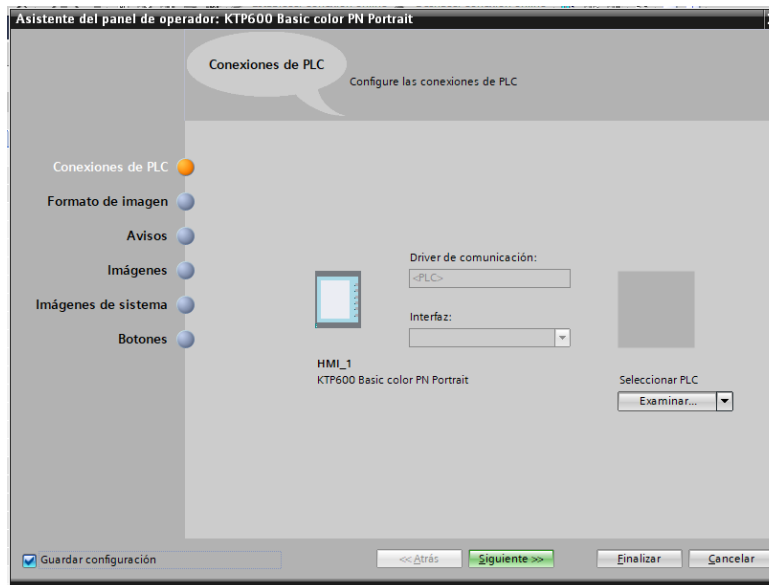 Asistente del panel de operador: KTP600 Basic color PN Portrait
Conexiones de PLC
Configure las conexiones de PLC
Conexiones de PLC
Formato de imagen
Avisos
Imágenes
Imágenes de sistema
Botones
Driver de comunicación:
<PLC>
Interfaz:
HMI_1
KTP600 Basic color PN Portrait
Seleccionar PLC
Examinar...
Guardar configuración
<< Atrás
Siguiente >>
Finalizar
Cancelar